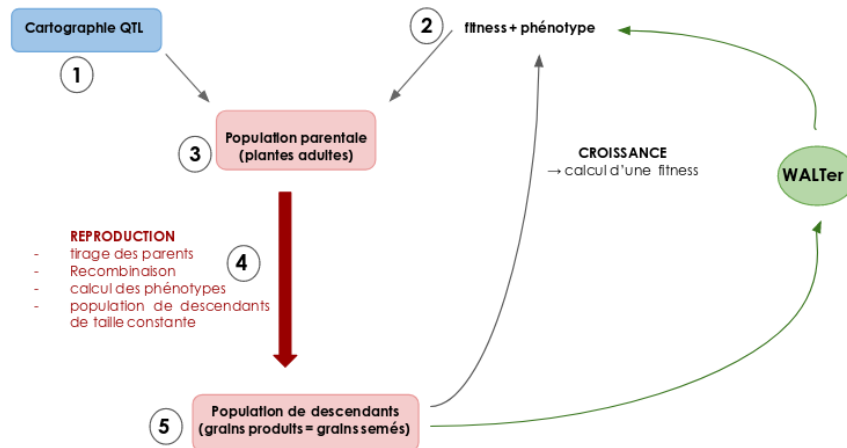 Cartographie QTL
1
2
fitness + phénotype
3
Population parentale
(plantes adultes)
CROISSANCE
→ calcul d'une fitness
WALTer
REPRODUCTION
- tirage des parents
- Recombinaison
- calcul des phénotypes
- population de descendants
de taille constante
4
5
Population de descendants
(grains produits = grains semés)